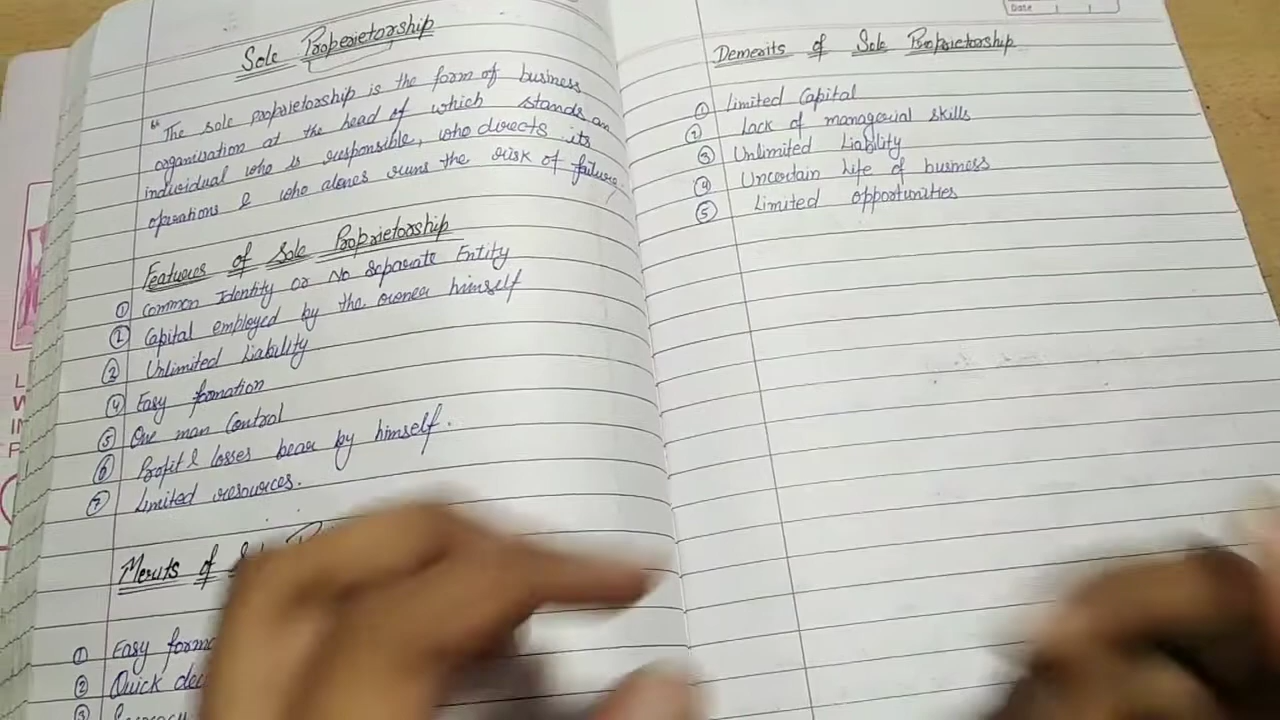 Sole Properietorship
"The sole proprietorship is the form of business
organisation at the head of which stands an
individual who is responsible, who directs its
operations & who alones runs the risk of failure.
Features of Sole Proprietorship
① Common Identity or No Separate Entity
② Capital employed by the owner himself
③ Unlimited Liability
④ Easy formation
⑤ One man Control
⑥ Profit & losses bear by himself.
⑦ Limited resources.
Merits of
① Easy
② Quick
③
Date
Demerits of Sole Proprietorship
① Limited Capital
② Lack of managerial skills
③ Unlimited Liability
④ Uncertain life of business
⑤ Limited opportunities